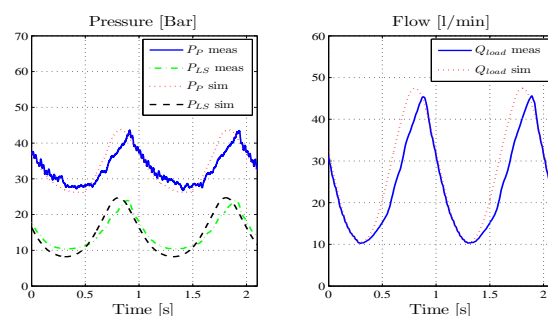 Pressure [Bar]
70
60
50
40
30
20
10
0
0
0.5
1
1.5
2
Time [s]
P_P meas
P_LS meas
P_P sim
P_LS sim
Flow [l/min]
60
50
40
30
20
10
0
0
0.5
1
1.5
2
Time [s]
Q_load meas
Q_load sim